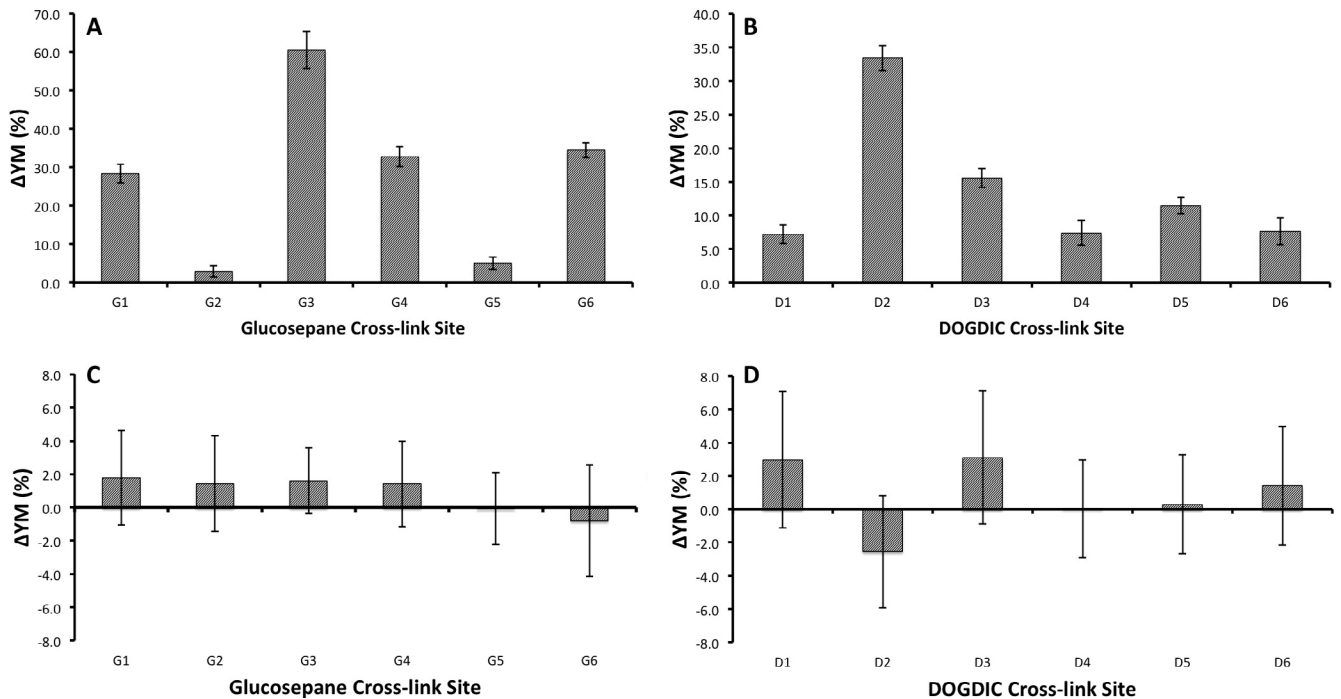 A
ΔYM (%)
70.0
60.0
50.0
40.0
30.0
20.0
10.0
0.0
G1 G2 G3 G4 G5 G6
Glucosepane Cross-link Site
B
ΔYM (%)
40.0
35.0
30.0
25.0
20.0
15.0
10.0
5.0
0.0
D1 D2 D3 D4 D5 D6
DOGDIC Cross-link Site
C
ΔYM (%)
8.0
6.0
4.0
2.0
0.0
-2.0
-4.0
-6.0
-8.0
G1 G2 G3 G4 G5 G6
Glucosepane Cross-link Site
D
ΔYM (%)
8.0
6.0
4.0
2.0
0.0
-2.0
-4.0
-6.0
-8.0
D1 D2 D3 D4 D5 D6
DOGDIC Cross-link Site